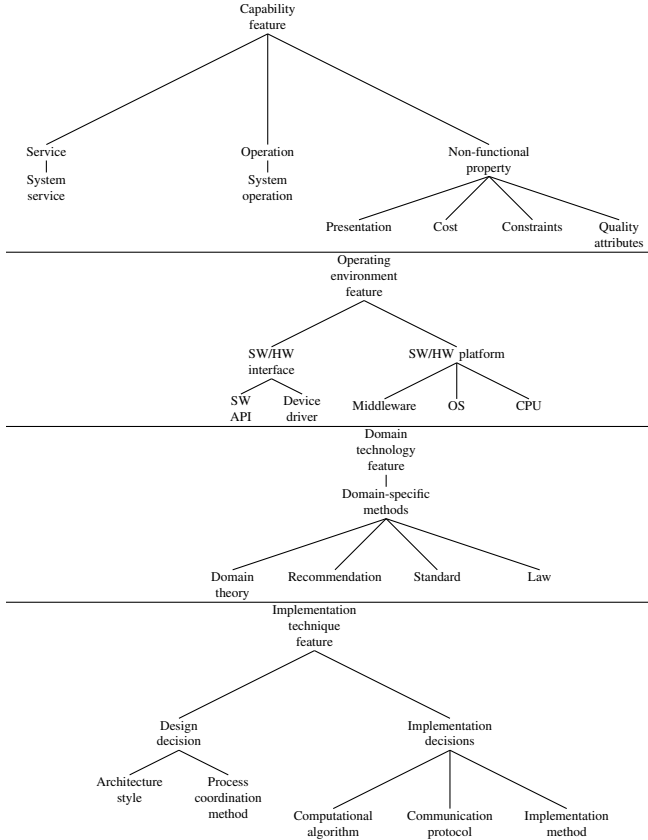 Capability
feature
Service
Operation
Non-functional
property
System
service
System
operation
Presentation
Cost
Constraints
Quality
attributes
Operating
environment
feature
SW/HW
interface
SW/HW platform
SW
API
Device
driver
Middleware
OS
CPU
Domain
technology
feature
Domain-specific
methods
Domain
theory
Recommendation
Standard
Law
Implementation
technique
feature
Design
decision
Implementation
decisions
Architecture
style
Process
coordination
method
Computational
algorithm
Communication
protocol
Implementation
method